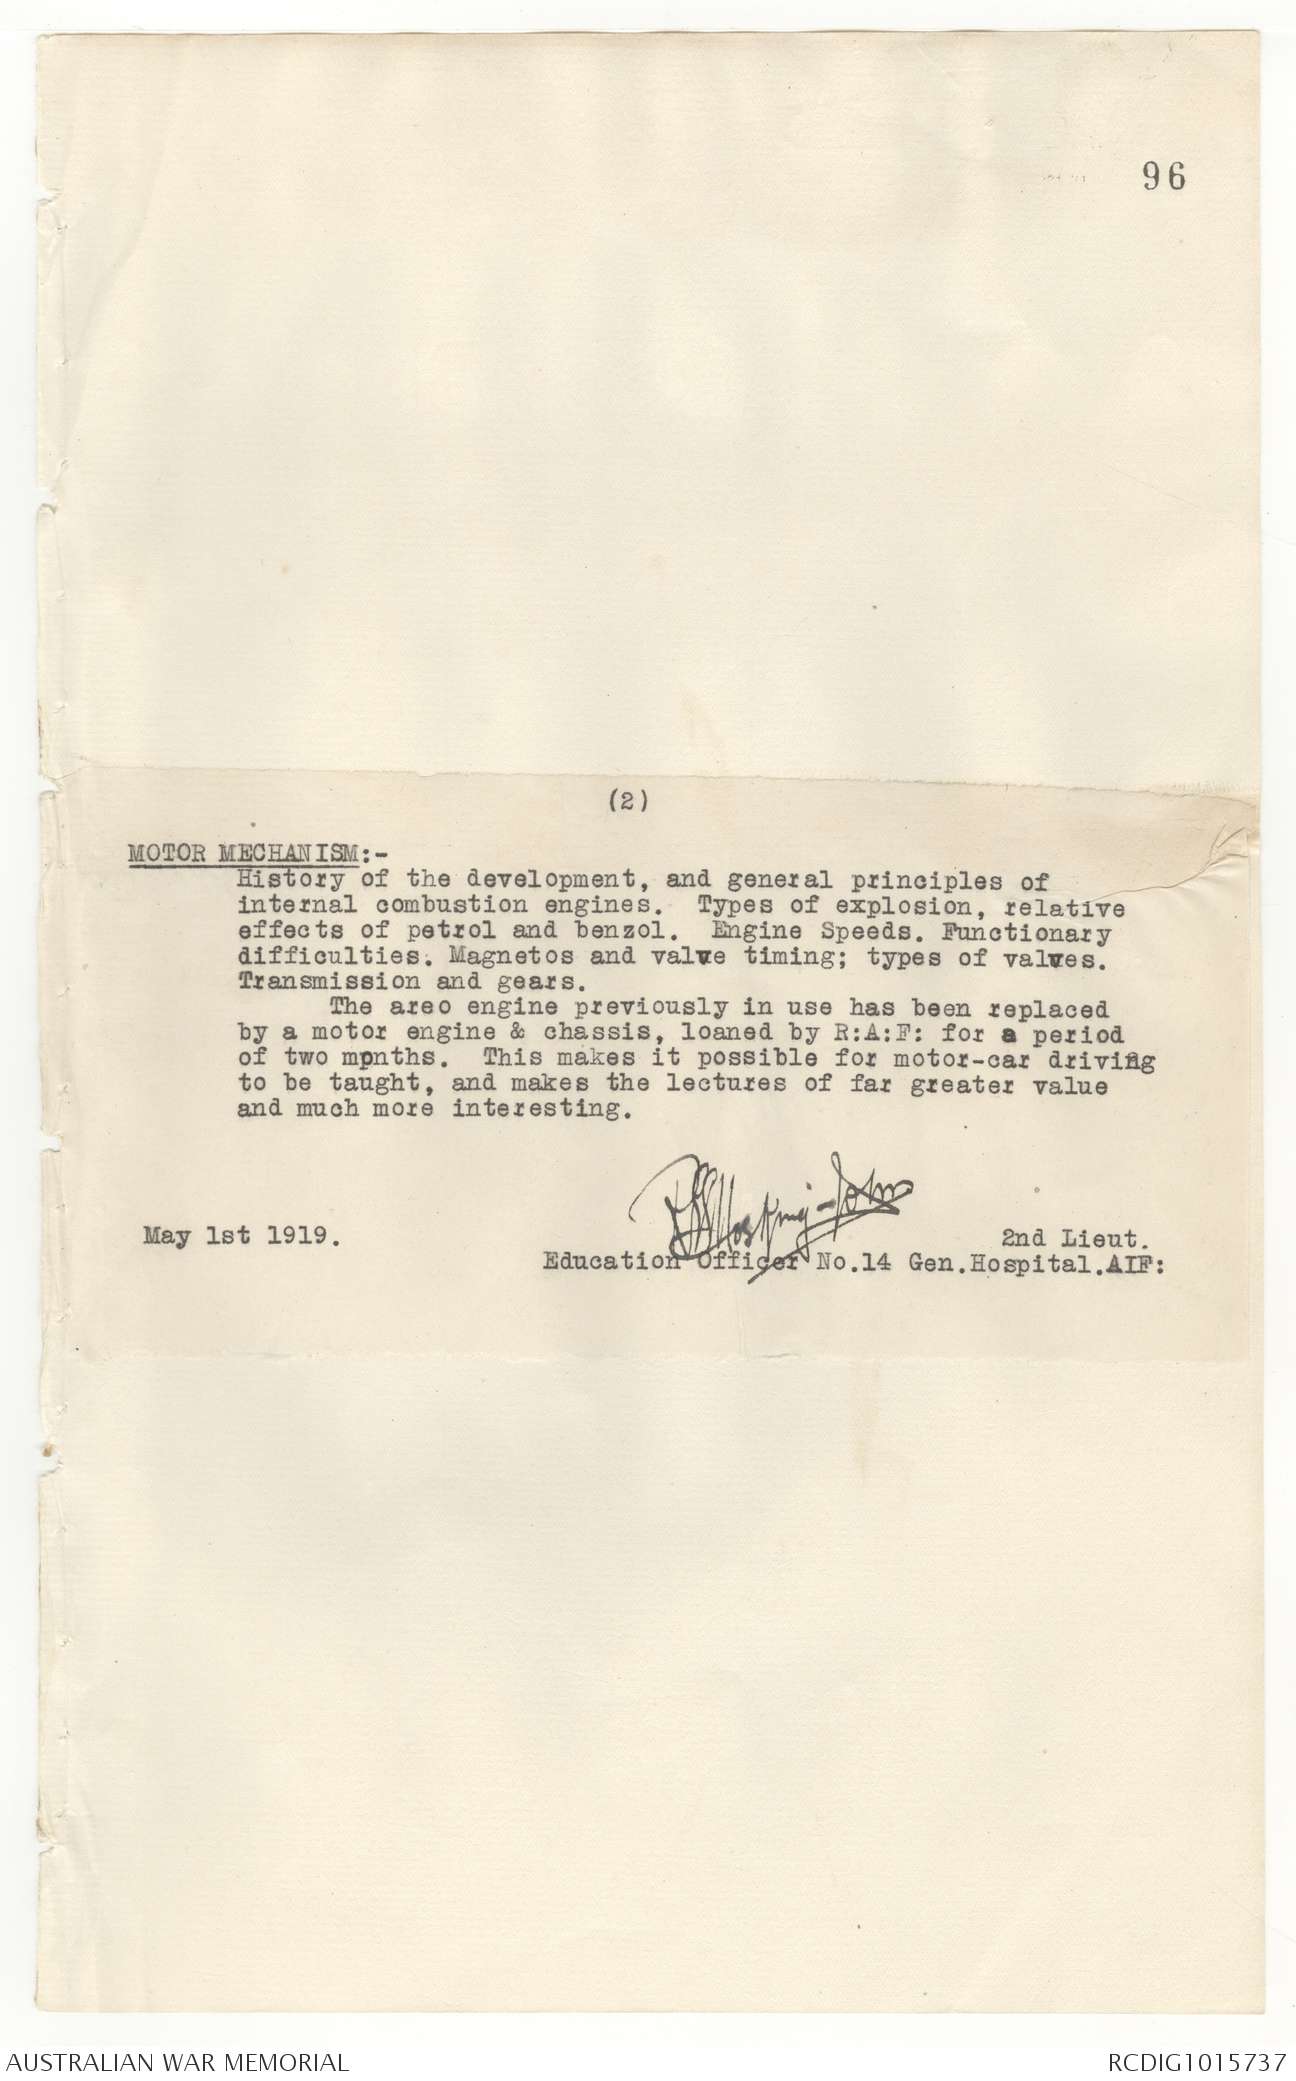 96
(2)
MOTOR MECHANISM:-
History of the development, and general principles of
internal combustion engines. Types of explosion, relative
effects of petrol and benzol. Engine Speeds. Functionary
difficulties. Magnetos and valve timing; types of valves.
Transmission and gears.
The areo engine previously in use has been replaced
by a motor engine & chassis, loaned by R:A:F: for a period
of two mpnths. This makes it possible for motor-car driving
to be taught, and makes the lectures of far greater value
and much more interesting.
Hosking-John
May 1st 1919. 2nd Lieut.
Education Officer No.14 Gen.Hospital.AIF:
AUSTRALIAN WAR MEMORIAL RCDIG1015737